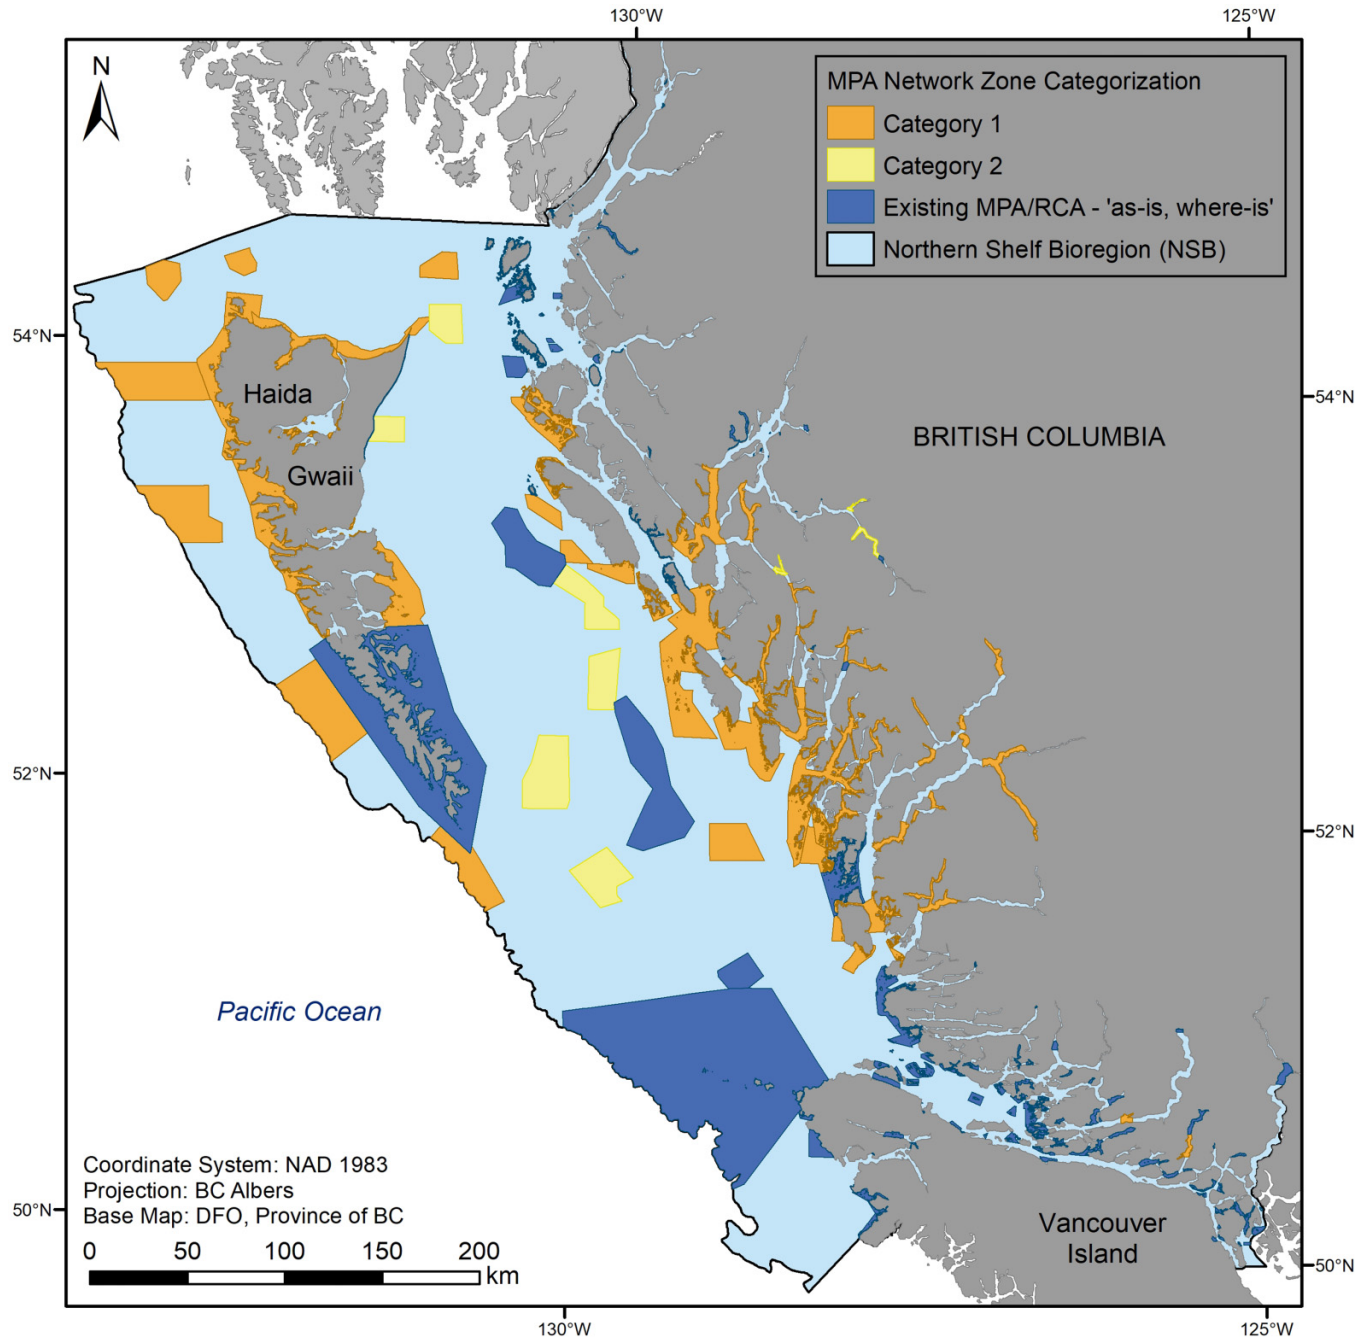 130°W
125°W
N
MPA Network Zone Categorization
Category 1
Category 2
Existing MPA/RCA - 'as-is, where-is'
Northern Shelf Bioregion (NSB)
54°N
54°N
Haida
Gwaii
BRITISH COLUMBIA
52°N
52°N
Pacific Ocean
Coordinate System: NAD 1983
Projection: BC Albers
Base Map: DFO, Province of BC
0 50 100 150 200
km
50°N
Vancouver
Island
50°N
130°W
125°W